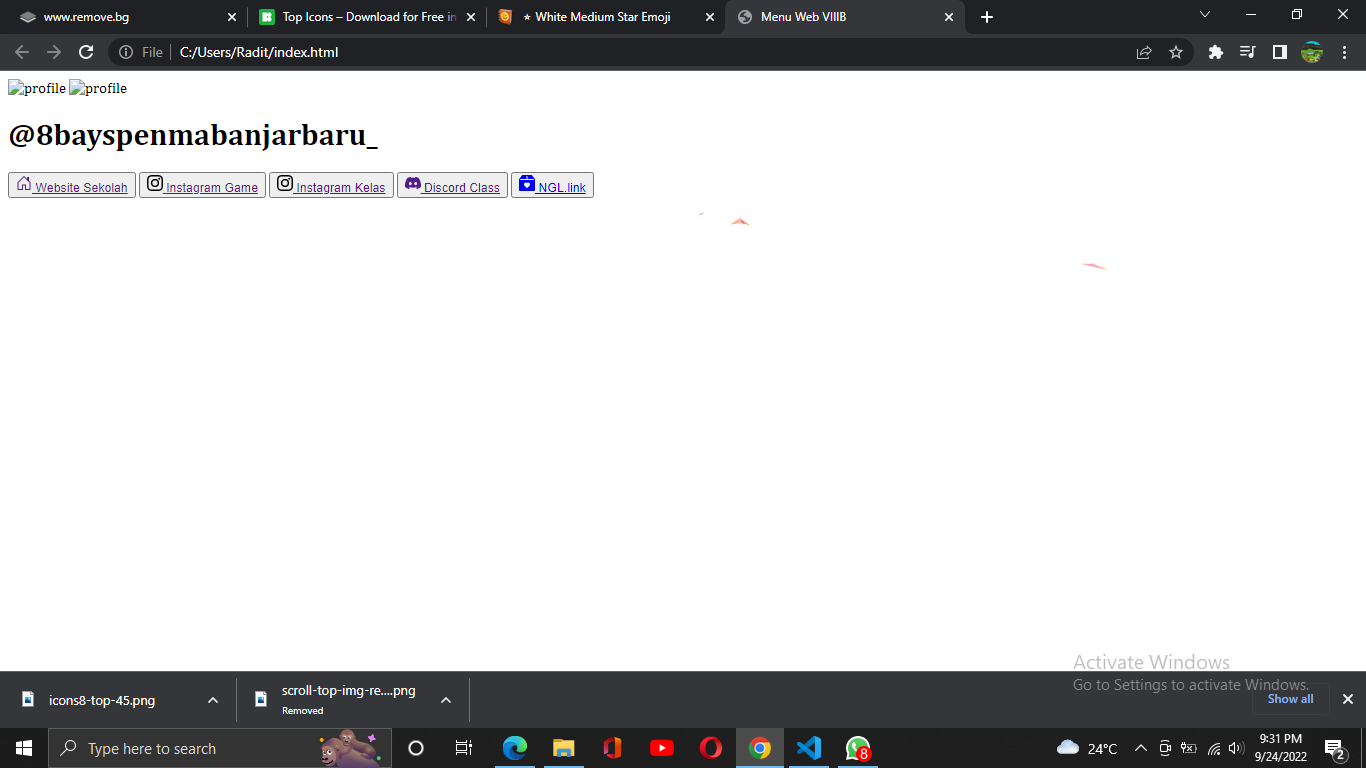 www.remove.bg
Top Icons – Download for Free in
⭑ White Medium Star Emoji
Menu Web VIIIB
File
C:/Users/Radit/index.html
profile profile
@8bayspenmabanjarbaru_
Website Sekolah
Instagram Game
Instagram Kelas
Discord Class
NGL.link
Activate Windows
Go to Settings to activate Windows.
icons8-top-45.png
scroll-top-img-re....png
Removed
Show all
Type here to search
8
24°C
9:31 PM
9/24/2022
2